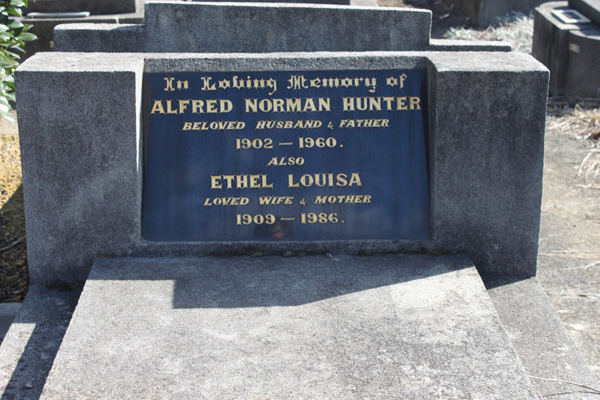 In Loving Memory of
ALFRED NORMAN HUNTER
BELOVED HUSBAND & FATHER
1902 — 1960.
ALSO
ETHEL LOUISA
LOVED WIFE & MOTHER
1909 — 1986.